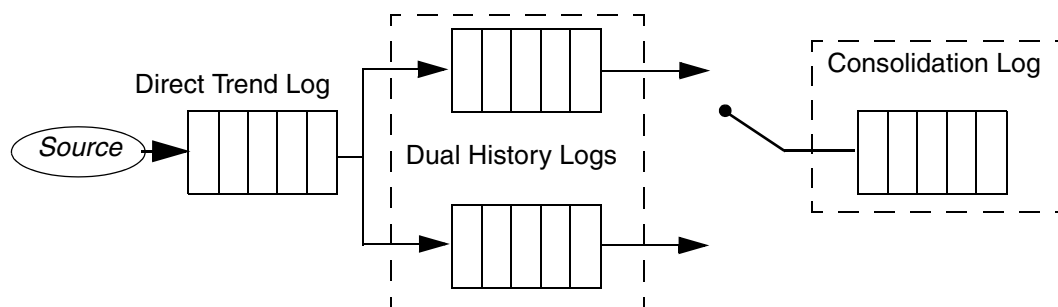 Direct Trend Log
Consolidation Log
Source
Dual History Logs